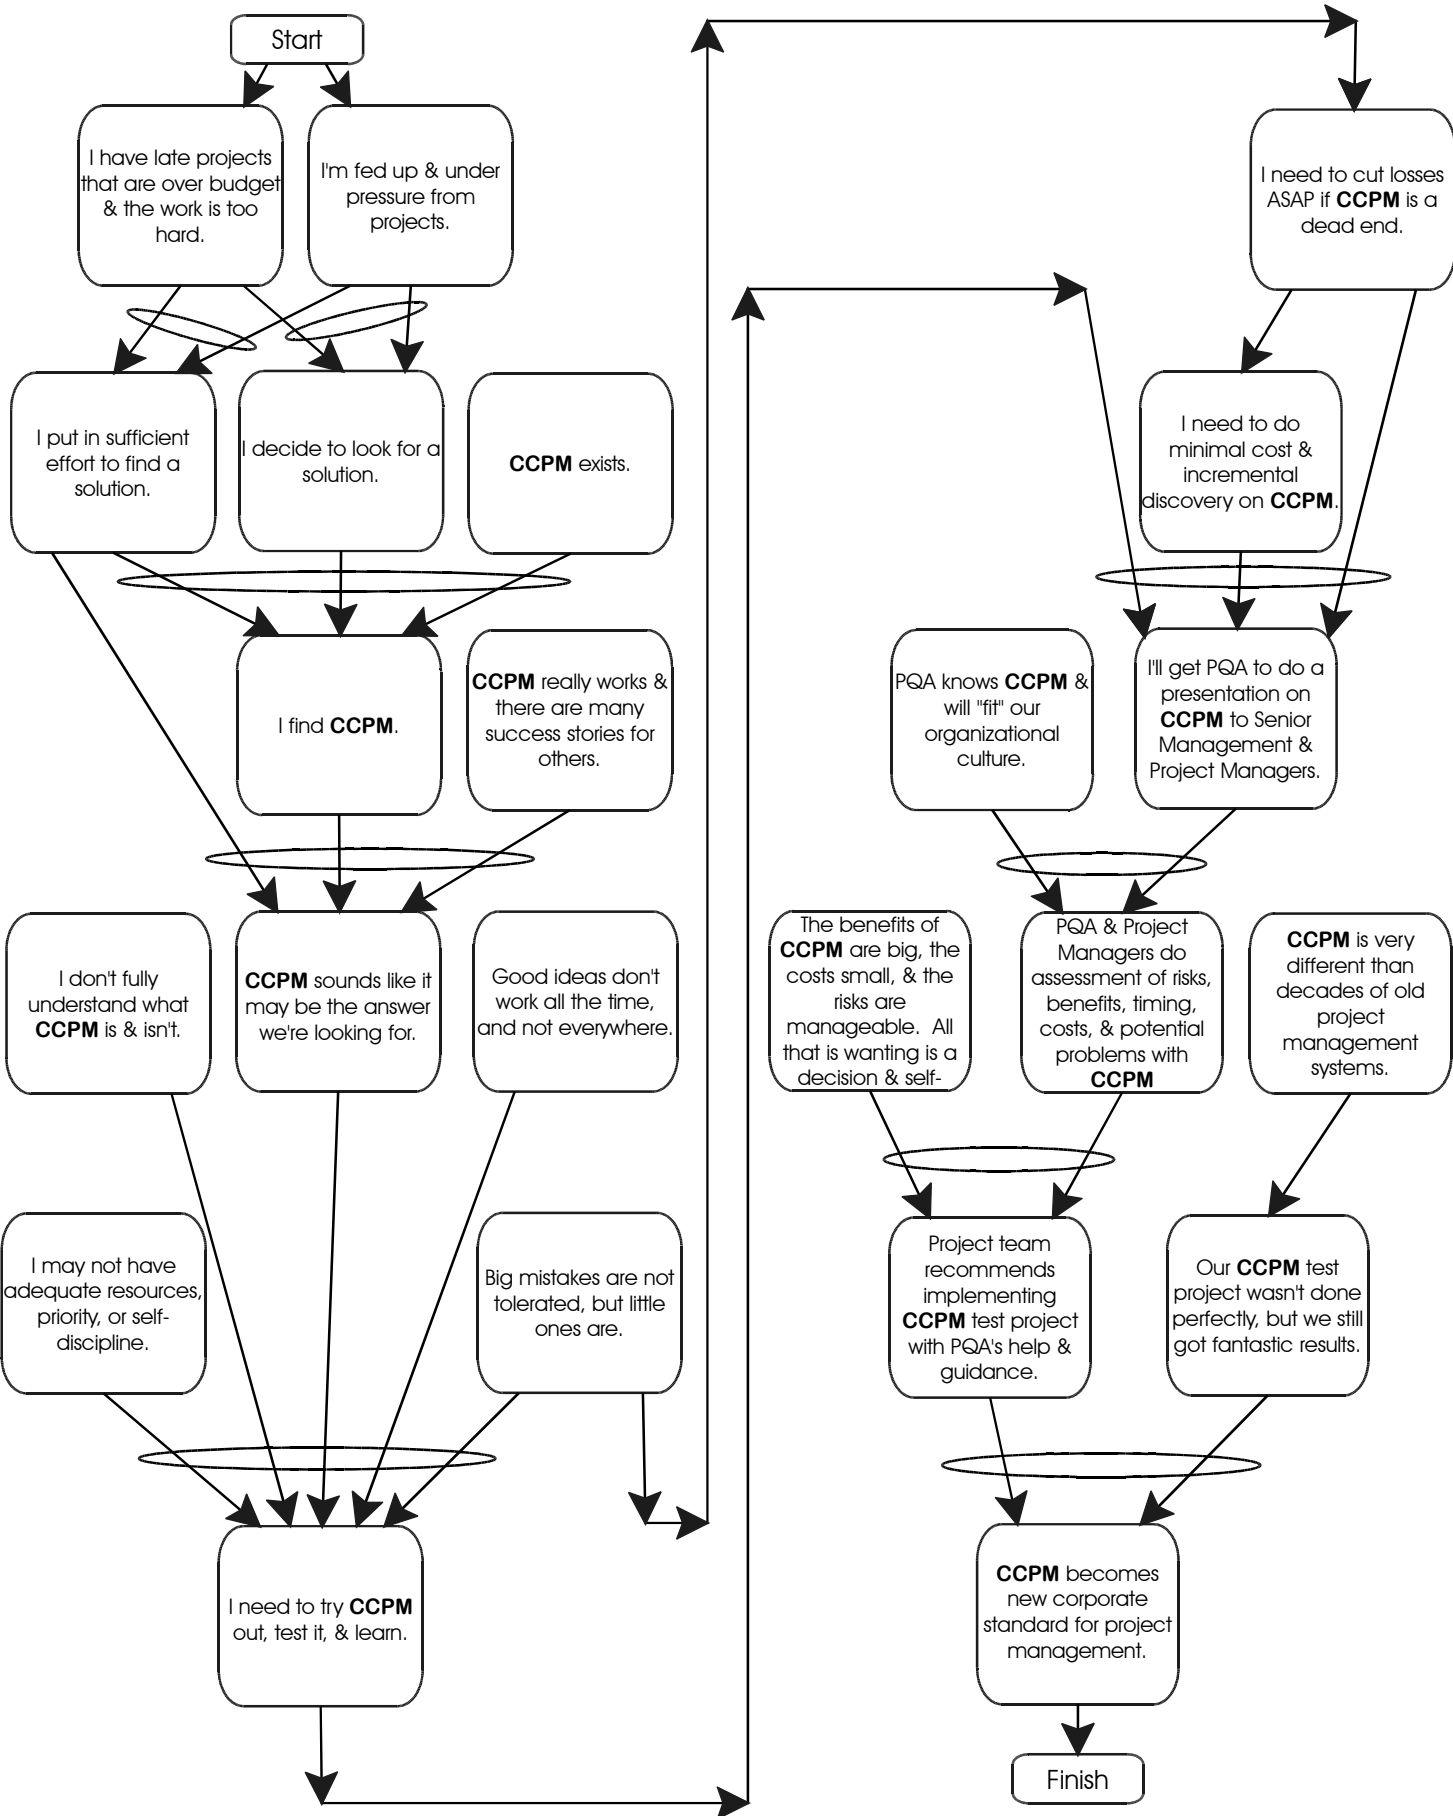 Start
I have late projects
that are over budget
& the work is too
hard.
I'm fed up & under
pressure from
projects.
I put in sufficient
effort to find a
solution.
I decide to look for a
solution.
CCPM exists.
I find CCPM.
CCPM really works &
there are many
success stories for
others.
I don't fully
understand what
CCPM is & isn't.
CCPM sounds like it
may be the answer
we're looking for.
Good ideas don't
work all the time,
and not everywhere.
I may not have
adequate resources,
priority, or self-
discipline.
Big mistakes are not
tolerated, but little
ones are.
I need to try CCPM
out, test it, & learn.
I need to cut losses
ASAP if CCPM is a
dead end.
I need to do
minimal cost &
incremental
discovery on CCPM.
PQA knows CCPM &
will "fit" our
organizational
culture.
I'll get PQA to do a
presentation on
CCPM to Senior
Management &
Project Managers.
The benefits of
CCPM are big, the
costs small, & the
risks are
manageable. All
that is wanting is a
decision & self-
PQA & Project
Managers do
assessment of risks,
benefits, timing,
costs, & potential
problems with
CCPM
CCPM is very
different than
decades of old
project
management
systems.
Project team
recommends
implementing
CCPM test project
with PQA's help &
guidance.
Our CCPM test
project wasn't done
perfectly, but we still
got fantastic results.
CCPM becomes
new corporate
standard for project
management.
Finish